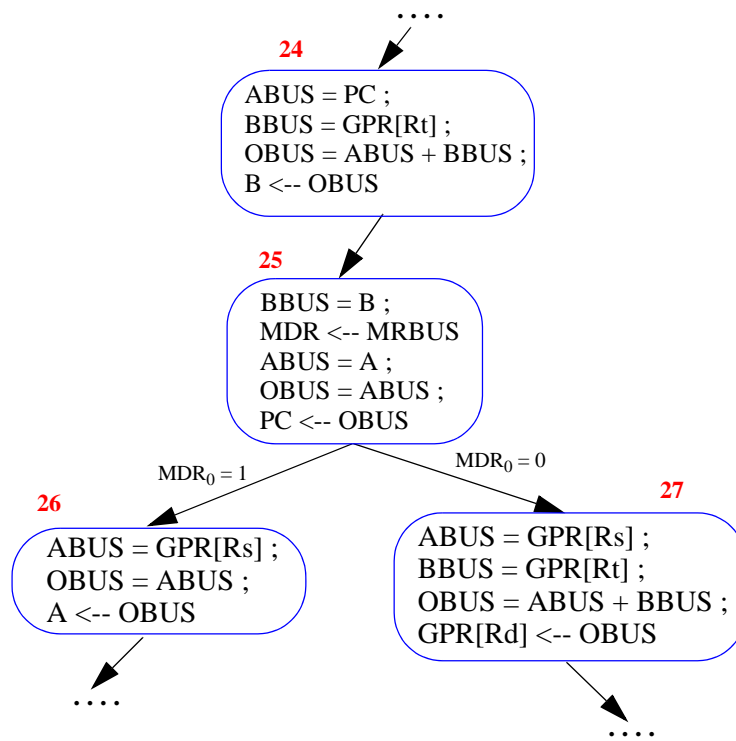 ....
24
ABUS = PC ;
BBUS = GPR[Rt] ;
OBUS = ABUS + BBUS ;
B <-- OBUS
25
BBUS = B ;
MDR <-- MRBUS
ABUS = A ;
OBUS = ABUS ;
PC <-- OBUS
MDR₀ = 1
MDR₀ = 0
26
ABUS = GPR[Rs] ;
OBUS = ABUS ;
A <-- OBUS
....
27
ABUS = GPR[Rs] ;
BBUS = GPR[Rt] ;
OBUS = ABUS + BBUS ;
GPR[Rd] <-- OBUS
....